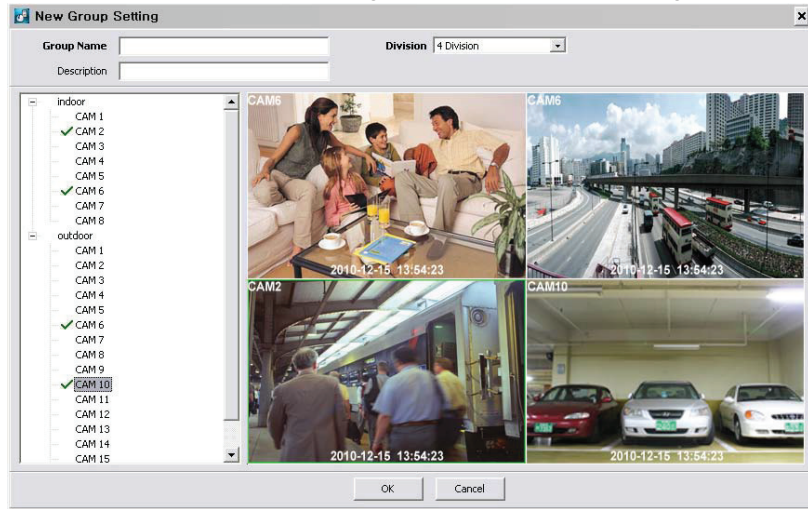 New Group Setting
Group Name
Division 4 Division
Description
indoor
CAM 1
CAM 2
CAM 3
CAM 4
CAM 5
CAM 6
CAM 7
CAM 8
outdoor
CAM 1
CAM 2
CAM 3
CAM 4
CAM 5
CAM 6
CAM 7
CAM 8
CAM 9
CAM 10
CAM 11
CAM 12
CAM 13
CAM 14
CAM 15
CAM6
2010-12-15 13:54:23
CAM6
2010-12-15 13:54:23
CAM2
2010-12-15 13:54:23
CAM10
2010-12-15 13:54:23
OK
Cancel